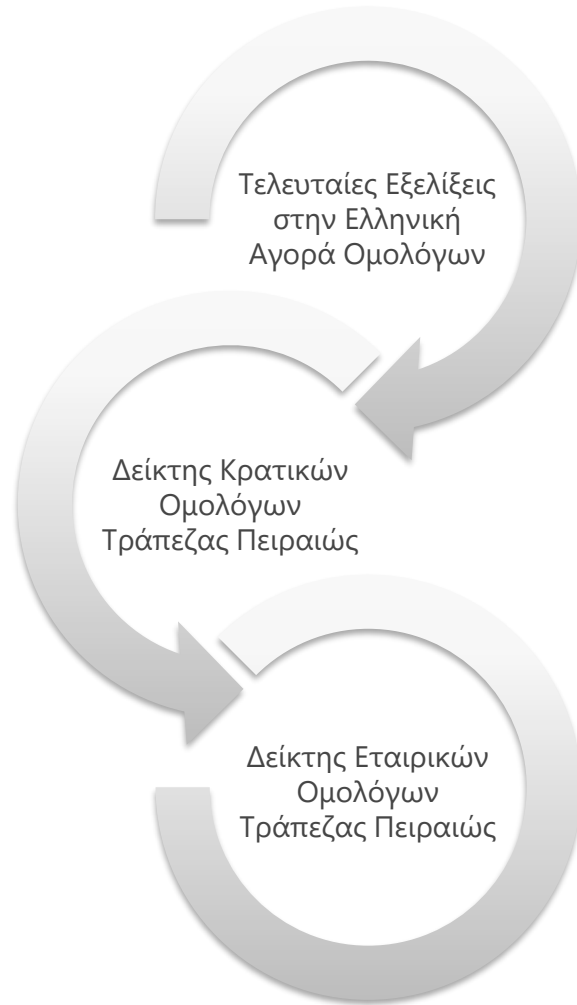 Τελευταίες Εξελίξεις
στην Ελληνική
Αγορά Ομολόγων
Δείκτης Κρατικών
Ομολόγων
Τράπεζας Πειραιώς
Δείκτης Εταιρικών
Ομολόγων
Τράπεζας Πειραιώς